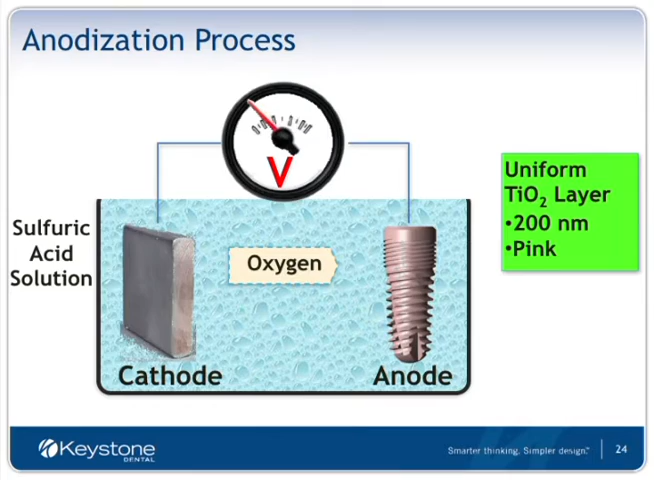 Anodization Process
V
Uniform
TiO₂ Layer
•200 nm
•Pink
Sulfuric
Acid
Solution
Oxygen
Cathode
Anode
Keystone
DENTAL
Smarter thinking. Simpler design.™
24